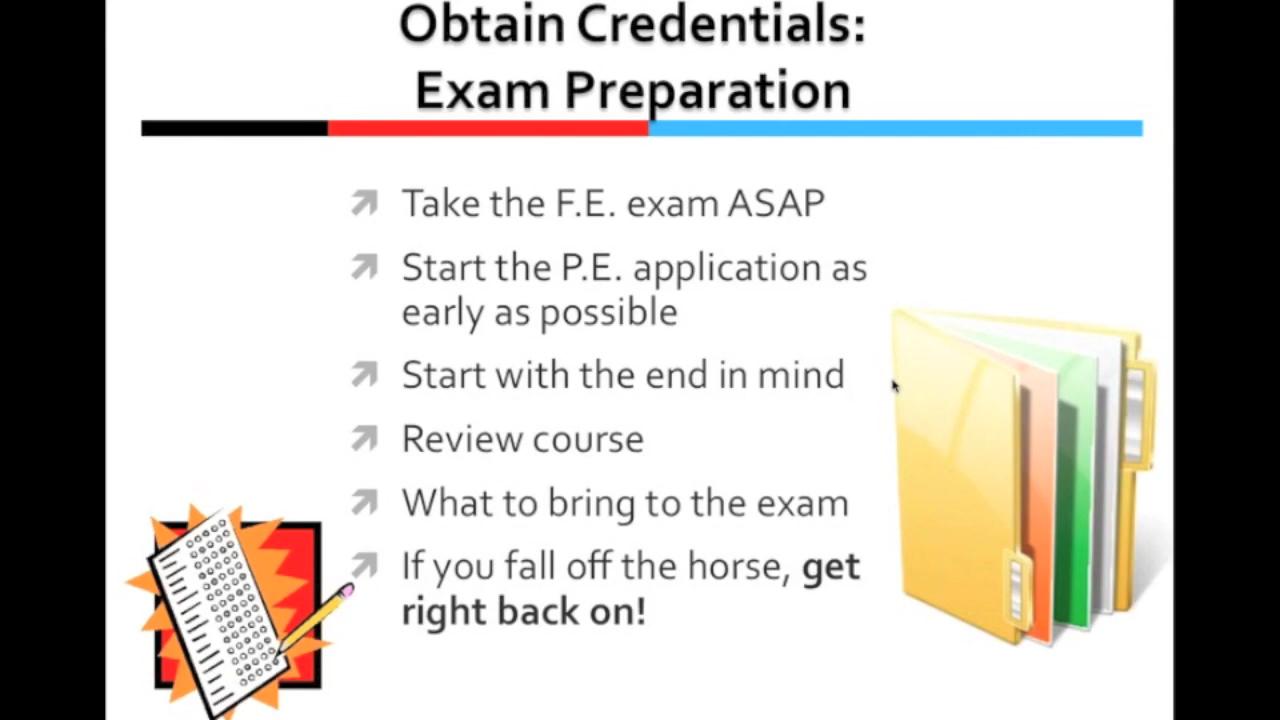 Obtain Credentials:
Exam Preparation
Take the F.E. exam ASAP
Start the P.E. application as
early as possible
Start with the end in mind
Review course
What to bring to the exam
If you fall off the horse, get
right back on!